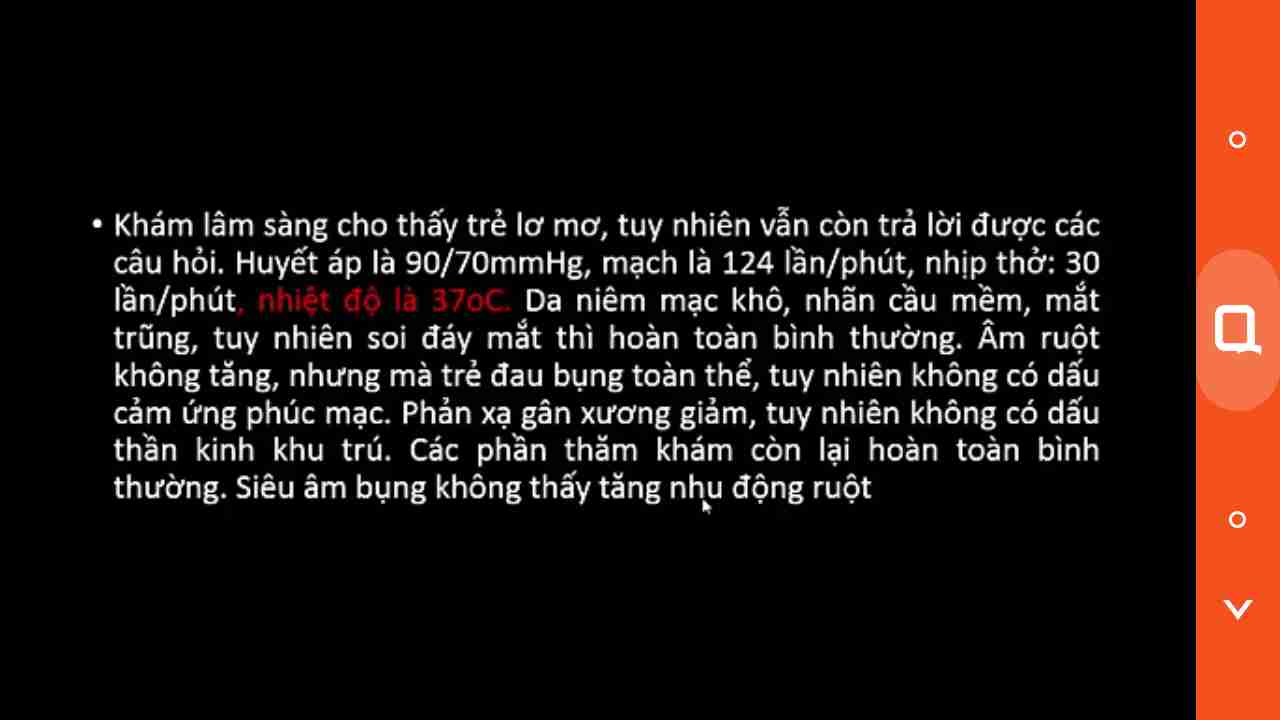 • Khám lâm sàng cho thấy trẻ lơ mơ, tuy nhiên vẫn còn trả lời được các
câu hỏi. Huyết áp là 90/70mmHg, mạch là 124 lần/phút, nhịp thở: 30
lần/phút, nhiệt độ là 37oC. Da niêm mạc khô, nhãn cầu mềm, mắt
trũng, tuy nhiên soi đáy mắt thì hoàn toàn bình thường. Âm ruột
không tăng, nhưng mà trẻ đau bụng toàn thể, tuy nhiên không có dấu
cảm ứng phúc mạc. Phản xạ gân xương giảm, tuy nhiên không có dấu
thần kinh khu trú. Các phần thăm khám còn lại hoàn toàn bình
thường. Siêu âm bụng không thấy tăng nhu động ruột